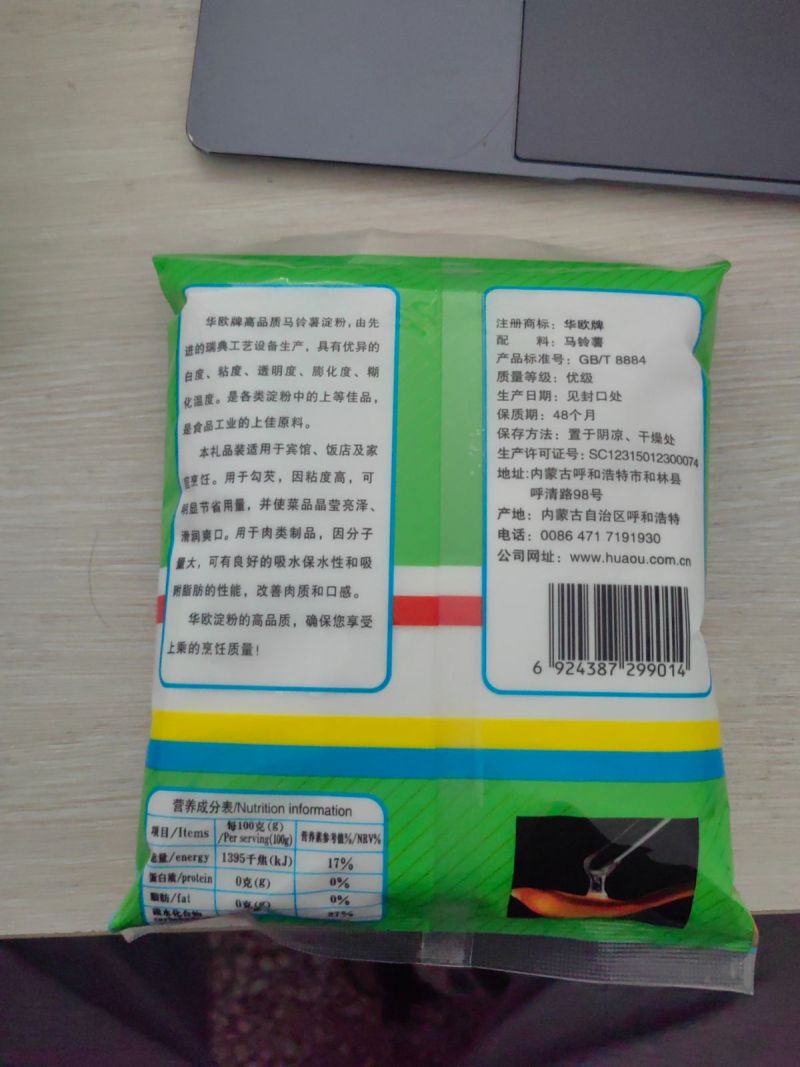 华欧牌高品质马铃薯淀粉,由先
进的瑞典工艺设备生产，具有优异的
白度、粘度、透明度、膨化度、糊
化温度。是各类淀粉中的上等佳品，
是食品工业的上佳原料。
本礼品装适用于宾馆、饭店及家
烹饪。用于勾芡，因粘度高，可
明显节省用量，并使菜品晶莹亮泽、
滑润爽口。用于肉类制品，因分子
量大，可有良好的吸水保水性和吸
附脂肪的性能，改善肉质和口感。
华欧淀粉的高品质，确保您享受
上乘的烹饪质量！
注册商标：华欧牌
配 料：马铃薯
产品标准号：GB/T 8884
质量等级：优级
生产日期：见封口处
保质期：48个月
保存方法：置于阴凉、干燥处
生产许可证号：SC12315012300074
地址:内蒙古呼和浩特市和林县
呼清路98号
产地：内蒙古自治区呼和浩特
电话：0086 471 7191930
公司网址：www.huaou.com.cn
6 924387 299014
营养成分表/Nutrition information
项目/Items 每100克(g)/Per serving(100g) 营养素参考值%/NRV%
能量/energy 1395千焦(kJ) 17%
蛋白质/protein 0克(g) 0%
脂肪/fat 0克(g) 0%
碳水化合物